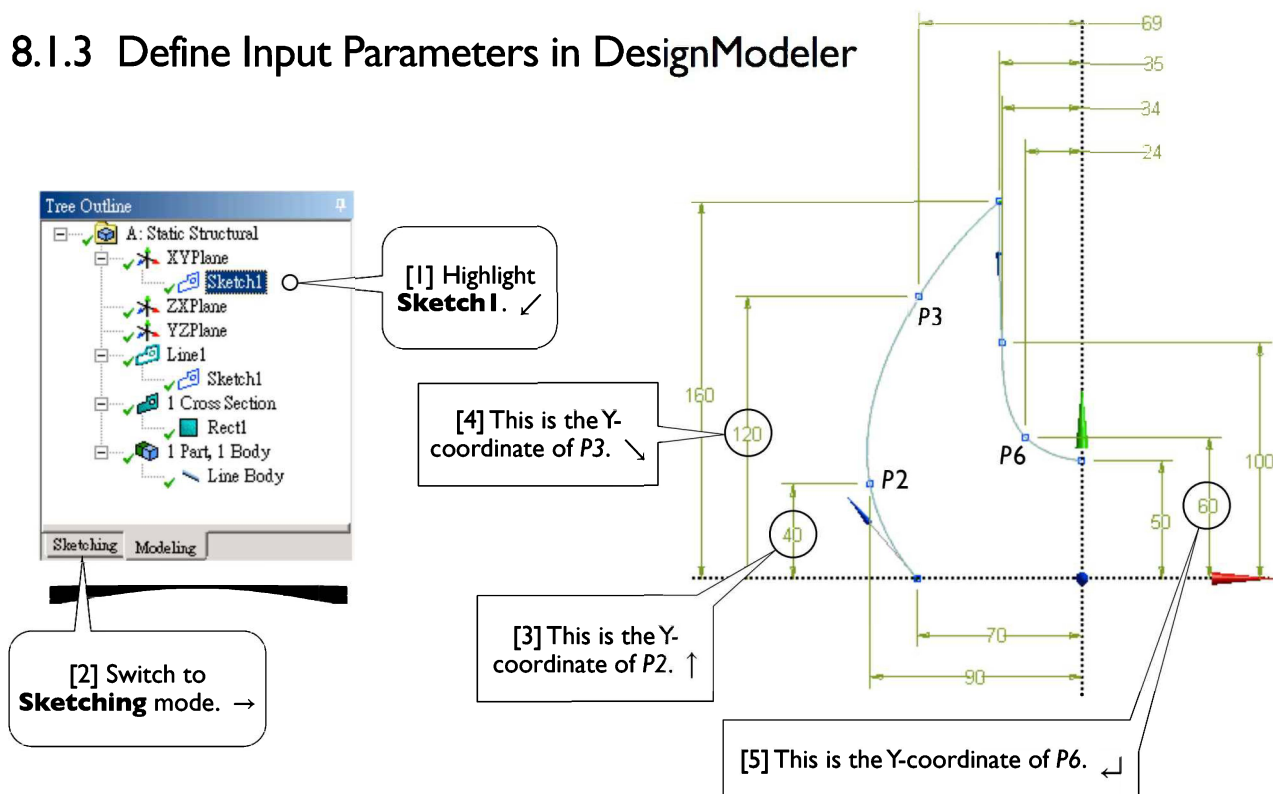 8.1.3 Define Input Parameters in DesignModeler
Tree Outline
A: Static Structural
XYPlane
Sketch1
ZXPlane
YZPlane
Line1
Sketch1
1 Cross Section
Rect1
1 Part, 1 Body
Line Body
Sketching
Modeling
[1] Highlight
Sketch1. ↙
[2] Switch to
Sketching mode. →
[4] This is the Y-
coordinate of P3. ↘
[3] This is the Y-
coordinate of P2. ↑
[5] This is the Y-coordinate of P6. ↵
69
35
34
24
P3
160
120
P6
100
P2
60
50
40
70
90